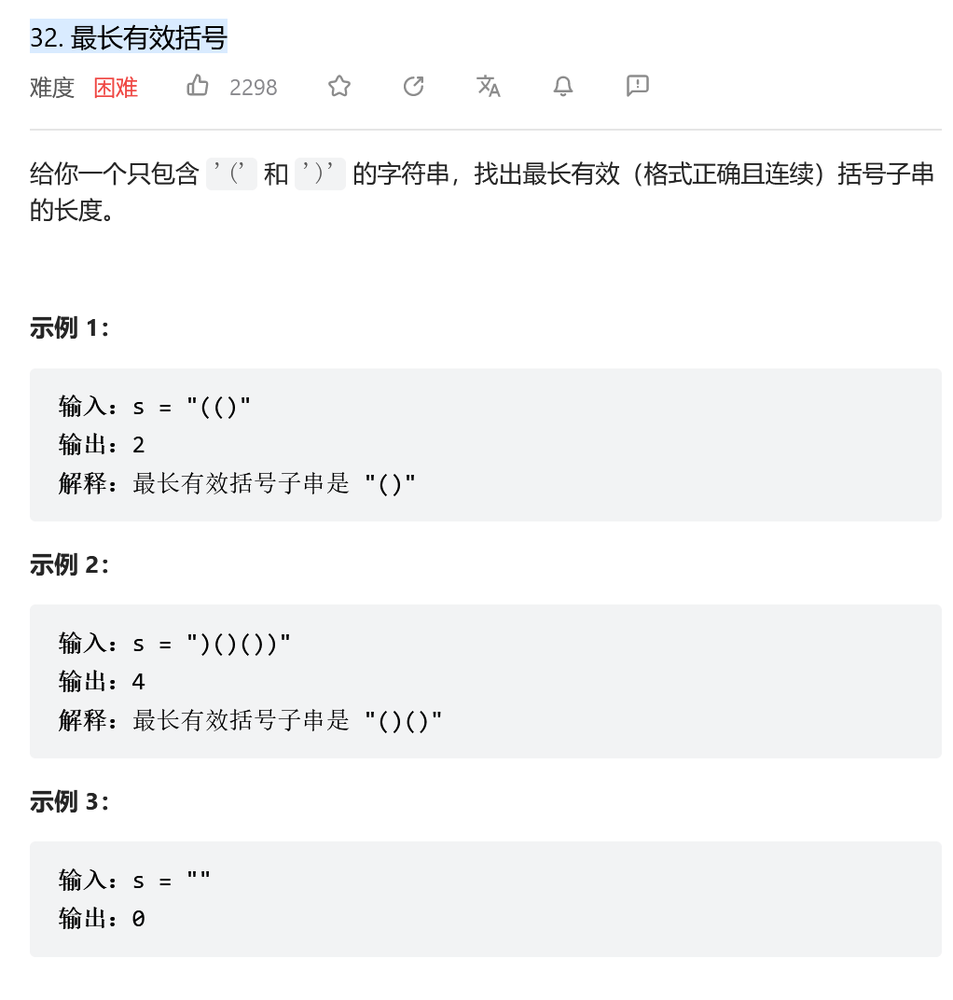 32. 最长有效括号
难度 困难 2298
给你一个只包含 '(' 和 ')' 的字符串，找出最长有效（格式正确且连续）括号子串
的长度。
示例 1：
输入：s = "(()"
输出：2
解释：最长有效括号子串是 "()"
示例 2：
输入：s = ")()())"
输出：4
解释：最长有效括号子串是 "()()"
示例 3：
输入：s = ""
输出：0